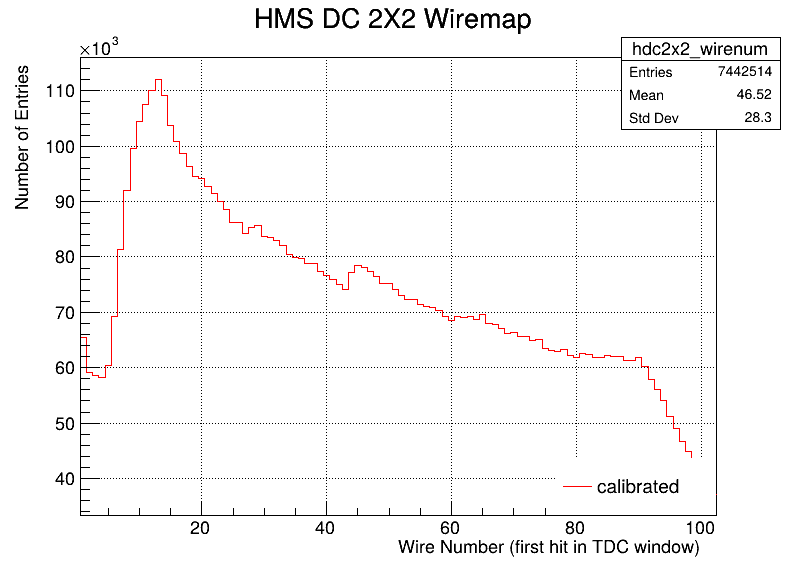 HMS DC 2X2 Wiremap
×10³
hdc2x2_wirenum
Entries 7442514
Mean 46.52
Std Dev 28.3
Number of Entries
110
100
90
80
70
60
50
40
calibrated
20 40 60 80 100
Wire Number (first hit in TDC window)